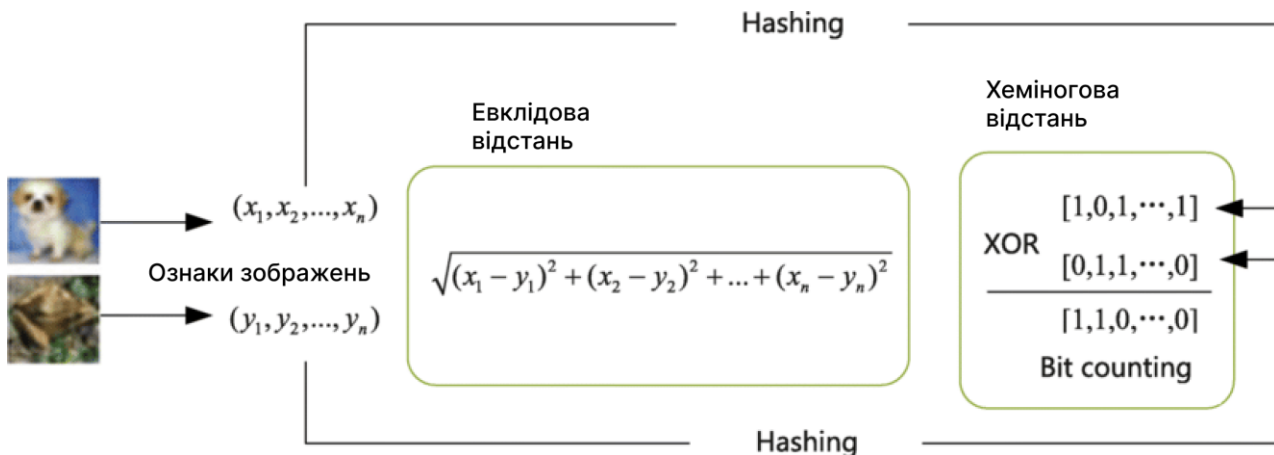 Hashing
Евклідова
відстань
Хеміногова
відстань
(x₁, x₂,..., xₙ)
Ознаки зображень
(y₁, y₂,..., yₙ)
√(x₁ − y₁)² + (x₂ − y₂)² + ... + (xₙ − yₙ)²
[1,0,1,⋯,1]
XOR
[0,1,1,⋯,0]
[1,1,0,⋯,0]
Bit counting
Hashing